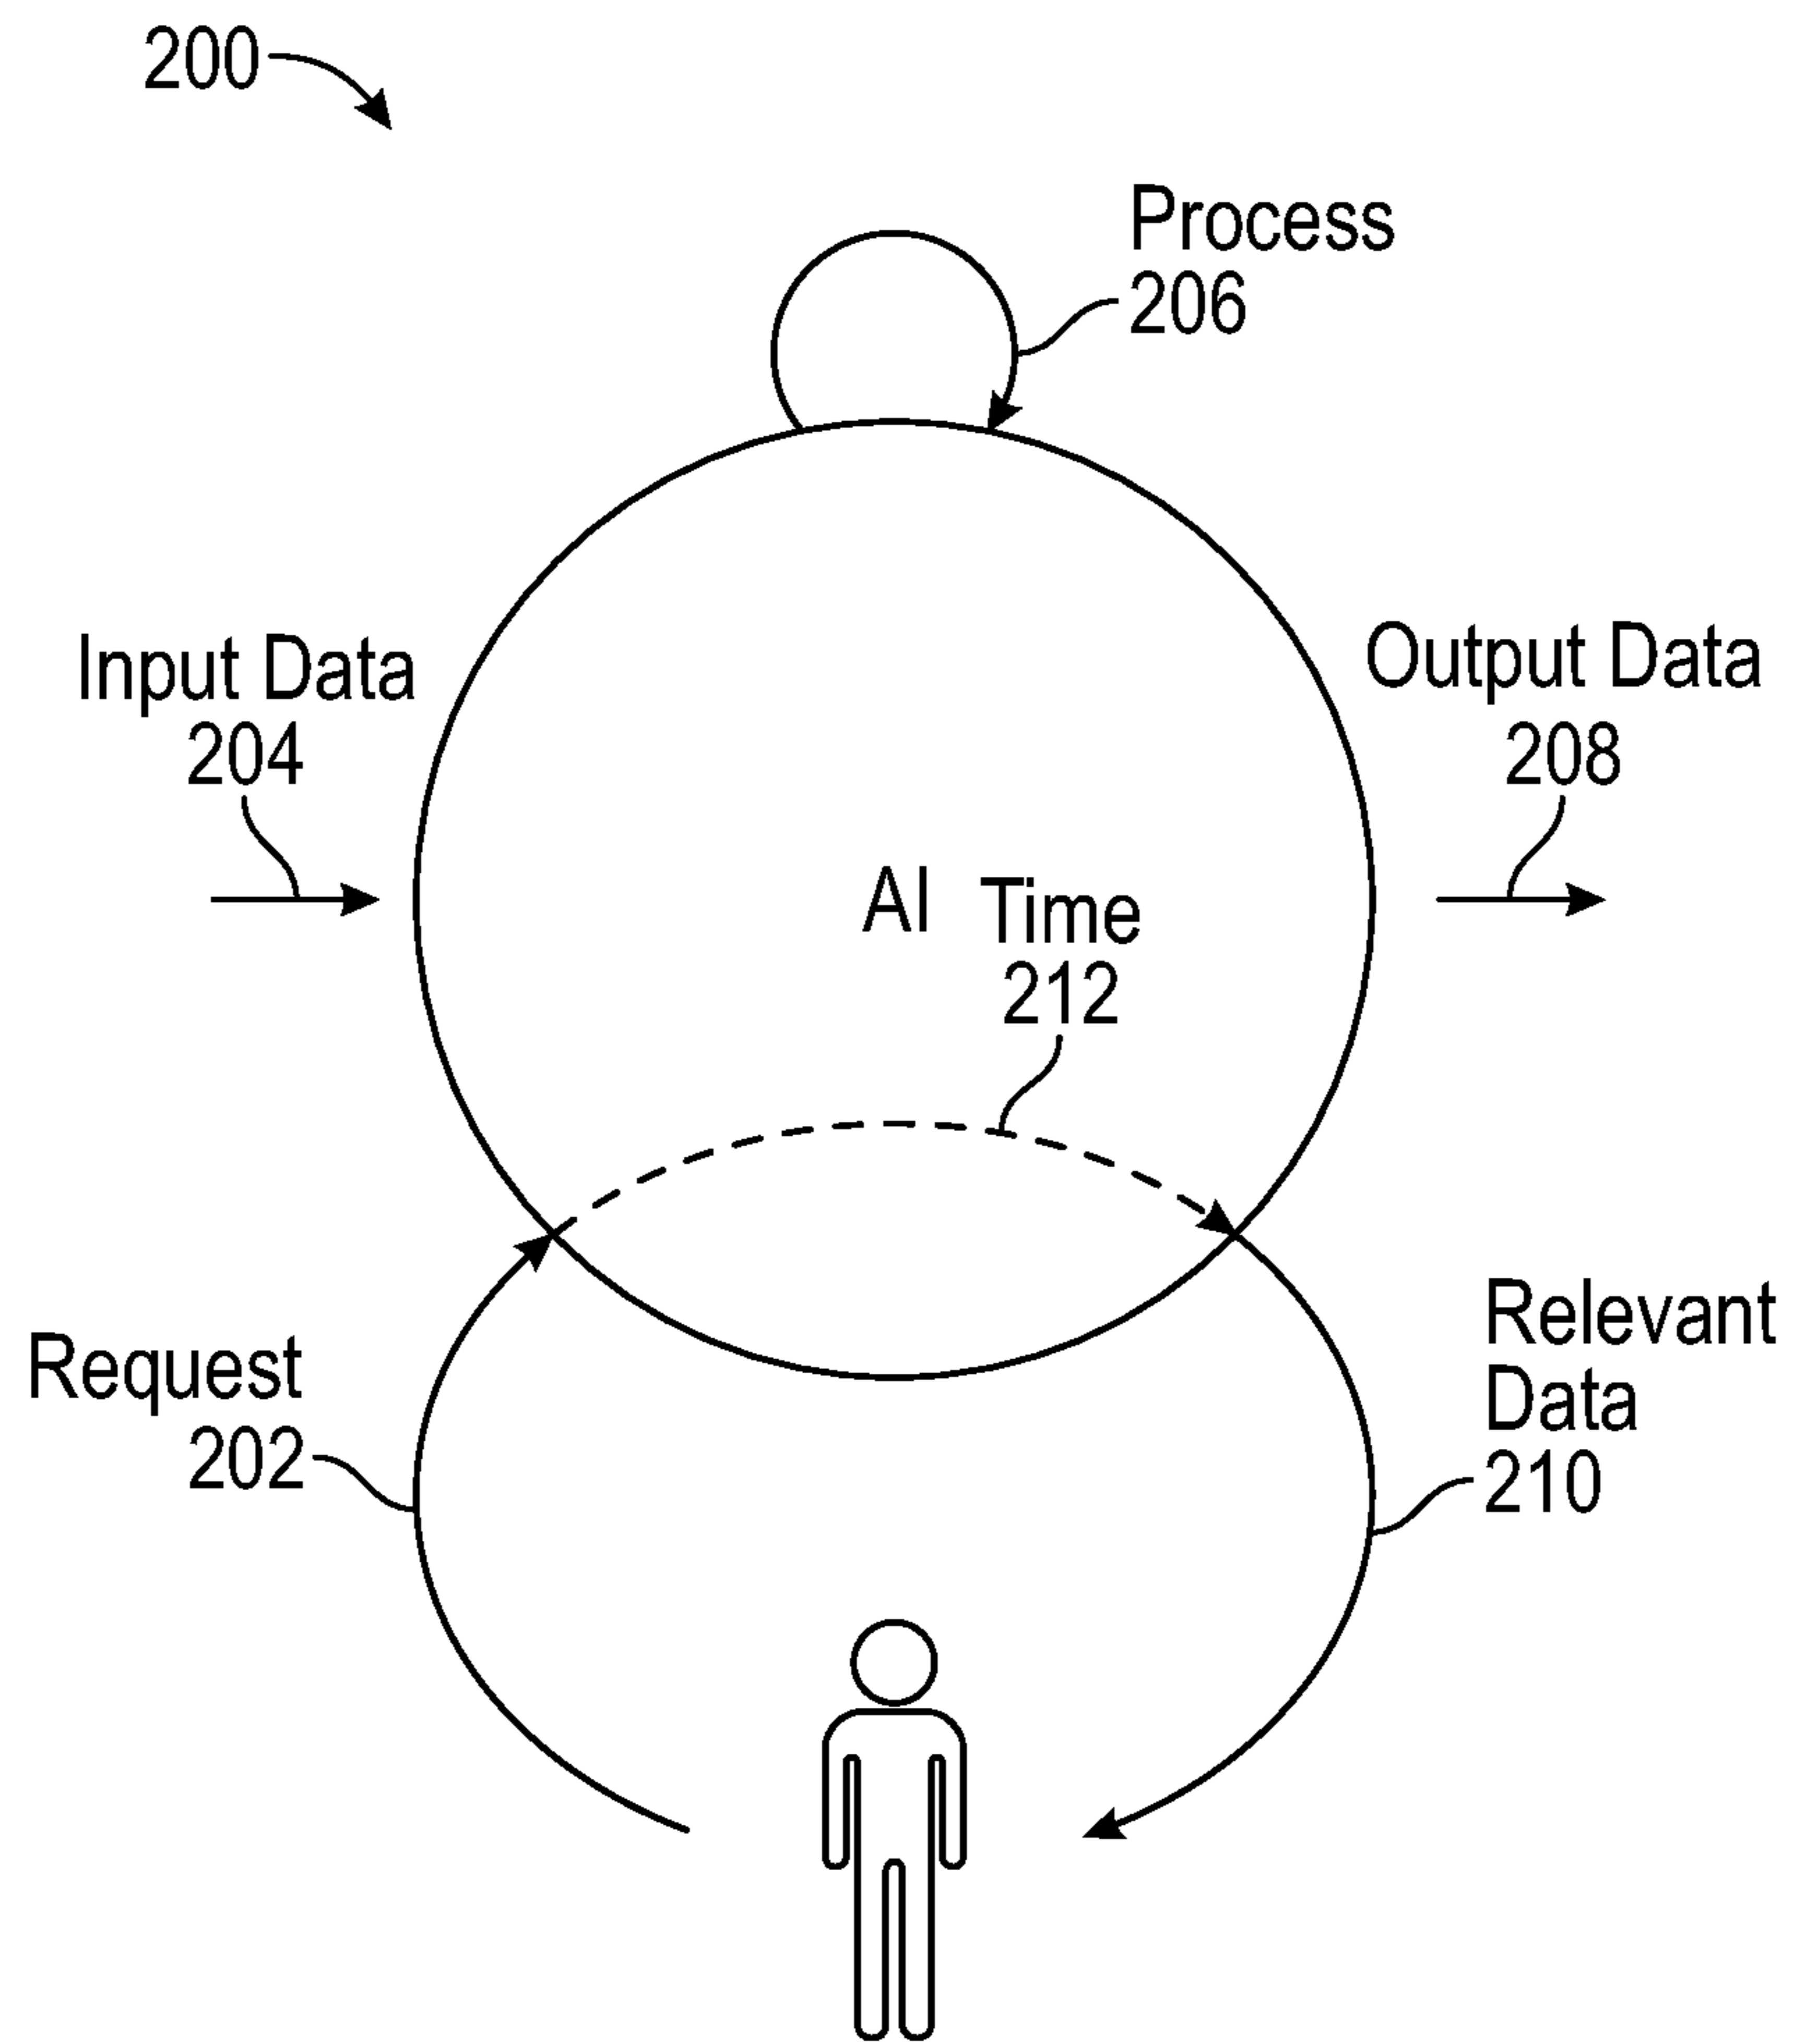 200
Process
206
Input Data
204
Output Data
208
AI
Time
212
Request
202
Relevant
Data
210